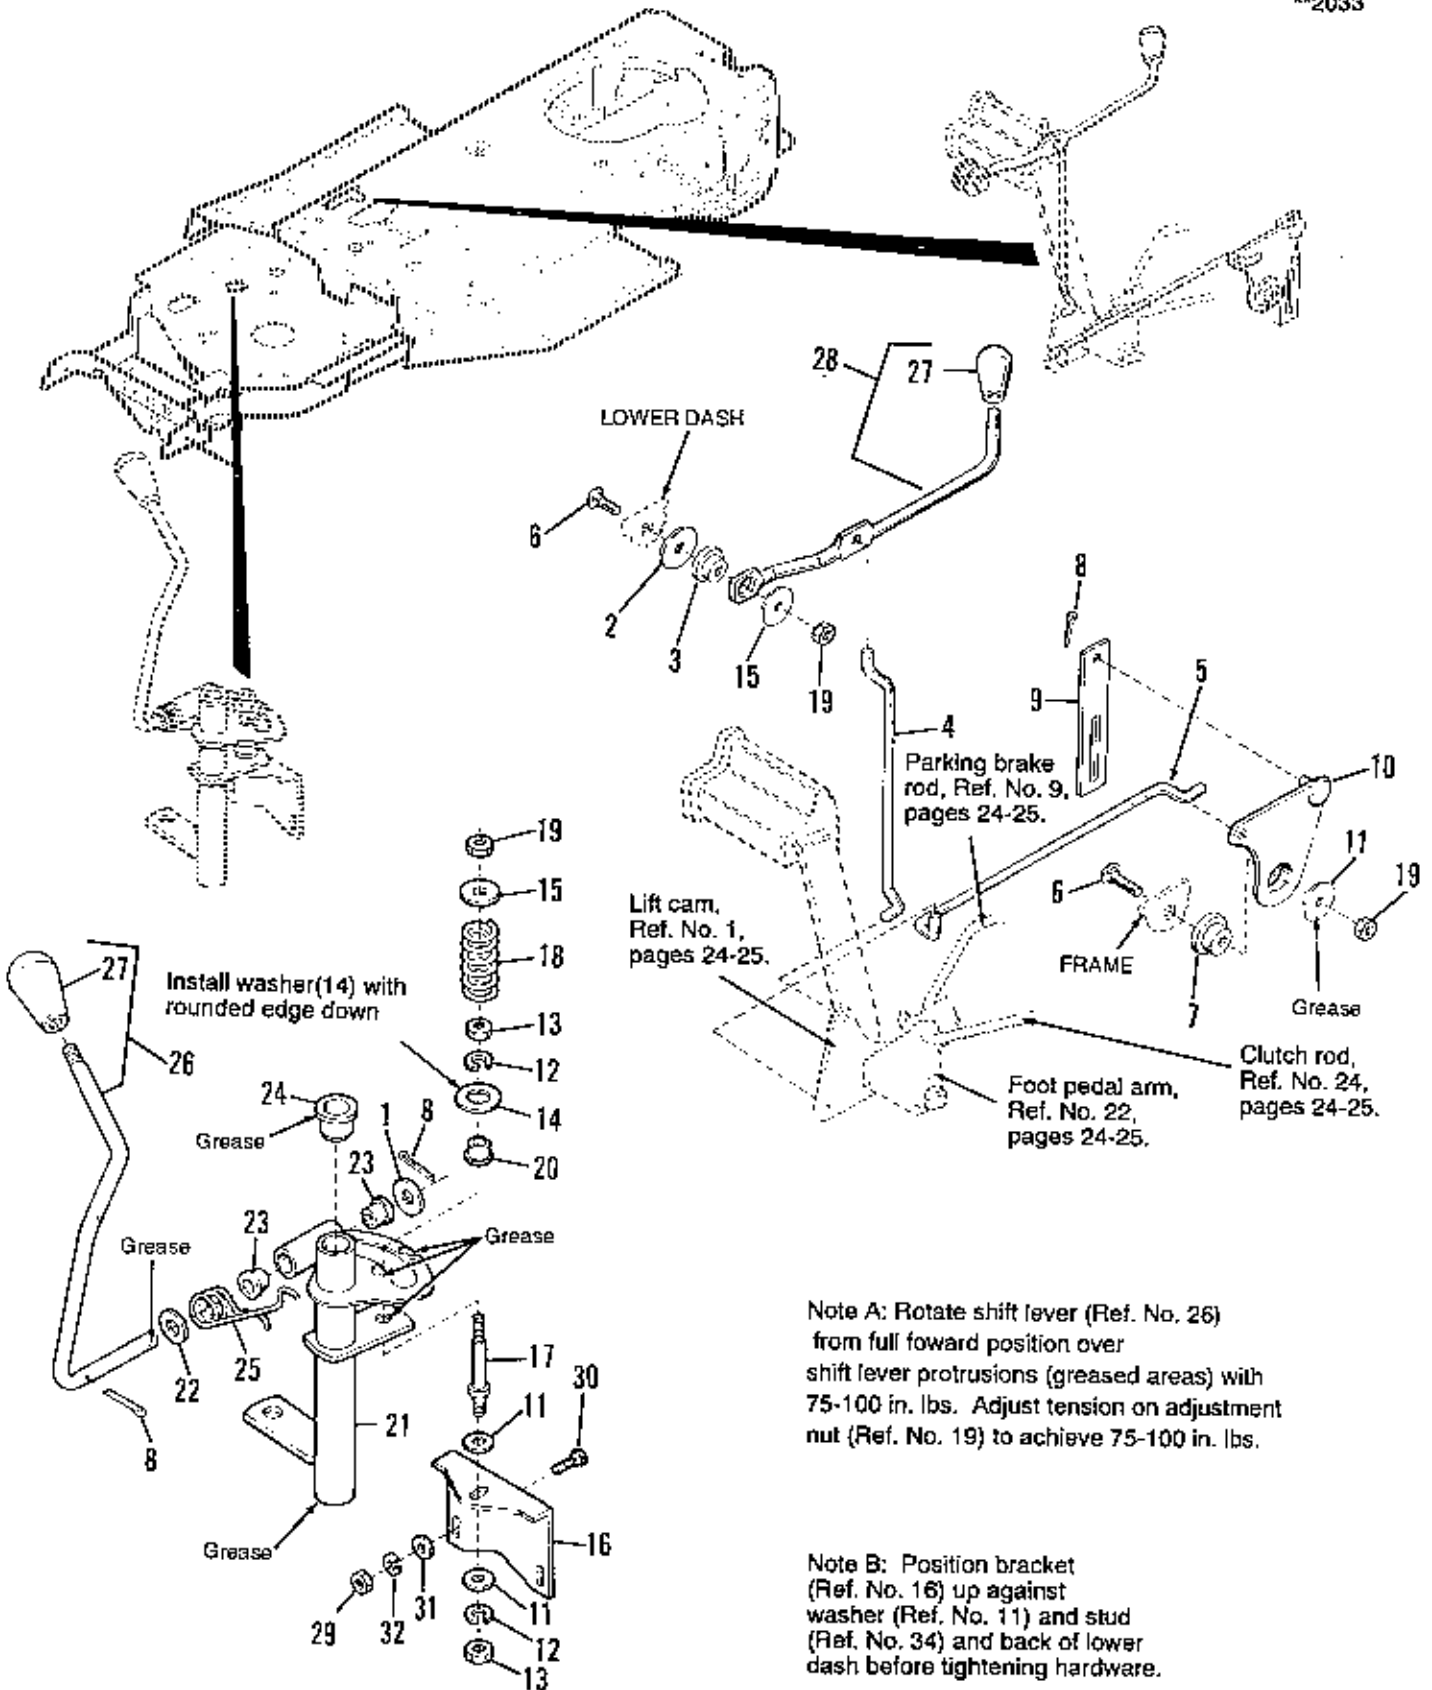 **2033
28
27
LOWER DASH
6
2
3
15
19
8
9
5
4
Parking brake
rod, Ref. No. 9,
pages 24-25.
10
11
19
6
FRAME
7
Grease
Lift cam,
Ref. No. 1,
pages 24-25.
Clutch rod,
Ref. No. 24,
pages 24-25.
Foot pedal arm,
Ref. No. 22,
pages 24-25.
19
15
18
13
12
14
20
27
26
Install washer(14) with
rounded edge down
24
Grease
1
8
23
23
Grease
Grease
22
25
8
21
Grease
17
30
11
16
31
32
29
11
12
13
Note A: Rotate shift lever (Ref. No. 26)
from full foward position over
shift lever protrusions (greased areas) with
75-100 in. lbs. Adjust tension on adjustment
nut (Ref. No. 19) to achieve 75-100 in. lbs.
Note B: Position bracket
(Ref. No. 16) up against
washer (Ref. No. 11) and stud
(Ref. No. 34) and back of lower
dash before tightening hardware.